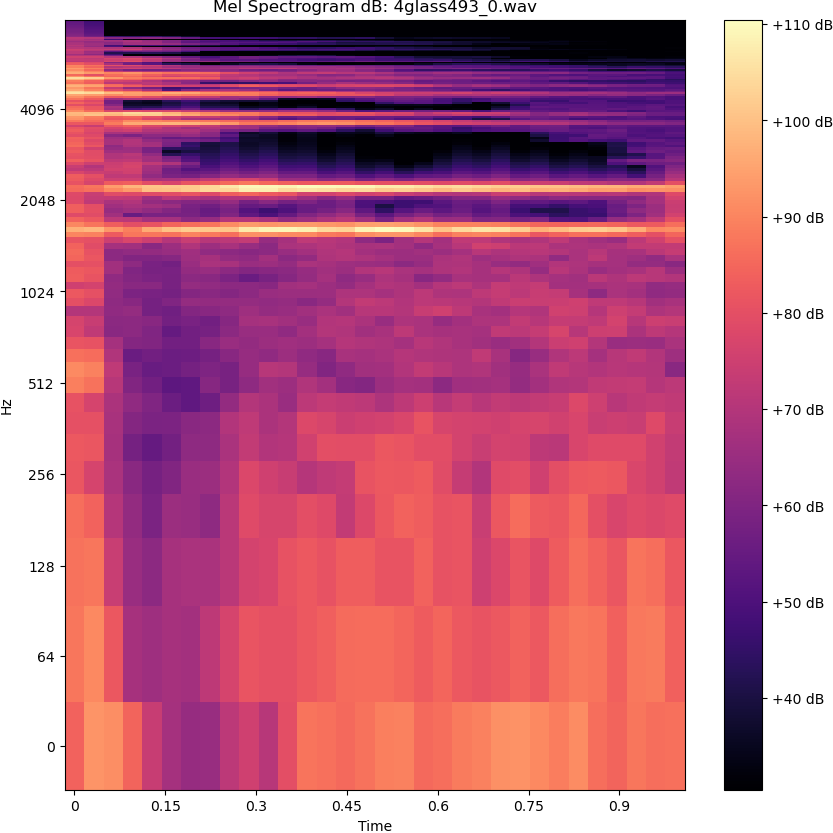 Mel Spectrogram dB: 4glass493_0.wav
+110 dB
4096
+100 dB
2048
+90 dB
1024
+80 dB
512
Hz
+70 dB
256
+60 dB
128
+50 dB
64
+40 dB
0
0 0.15 0.3 0.45 0.6 0.75 0.9
Time